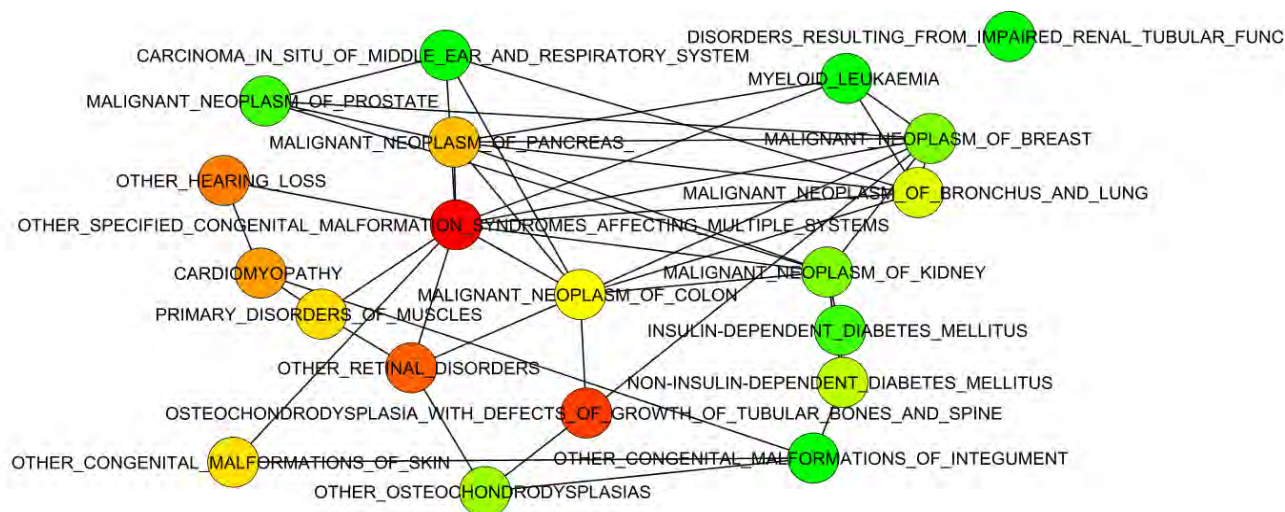 DISORDERS_RESULTING_FROM_IMPAIRED_RENAL_TUBULAR_FUNC
CARCINOMA_IN_SITU_OF_MIDDLE_EAR_AND_RESPIRATORY_SYSTEM
MYELOID_LEUKAEMIA
MALIGNANT_NEOPLASM_OF_PROSTATE
MALIGNANT_NEOPLASM_OF_PANCREAS_
MALIGNANT_NEOPLASM_OF_BREAST
OTHER_HEARING_LOSS
MALIGNANT_NEOPLASM_OF_BRONCHUS_AND_LUNG
OTHER_SPECIFIED_CONGENITAL_MALFORMATION_SYNDROMES_AFFECTING_MULTIPLE_SYSTEMS
CARDIOMYOPATHY
MALIGNANT_NEOPLASM_OF_KIDNEY
MALIGNANT_NEOPLASM_OF_COLON
PRIMARY_DISORDERS_OF_MUSCLES
INSULIN-DEPENDENT_DIABETES_MELLITUS
OTHER_RETINAL_DISORDERS
NON-INSULIN-DEPENDENT_DIABETES_MELLITUS
OSTEOCHONDRODYSPLASIA_WITH_DEFECTS_OF_GROWTH_OF_TUBULAR_BONES_AND_SPINE
OTHER_CONGENITAL_MALFORMATIONS_OF_SKIN
OTHER_CONGENITAL_MALFORMATIONS_OF_INTEGUMENT
OTHER_OSTEOCHONDRODYSPLASIAS